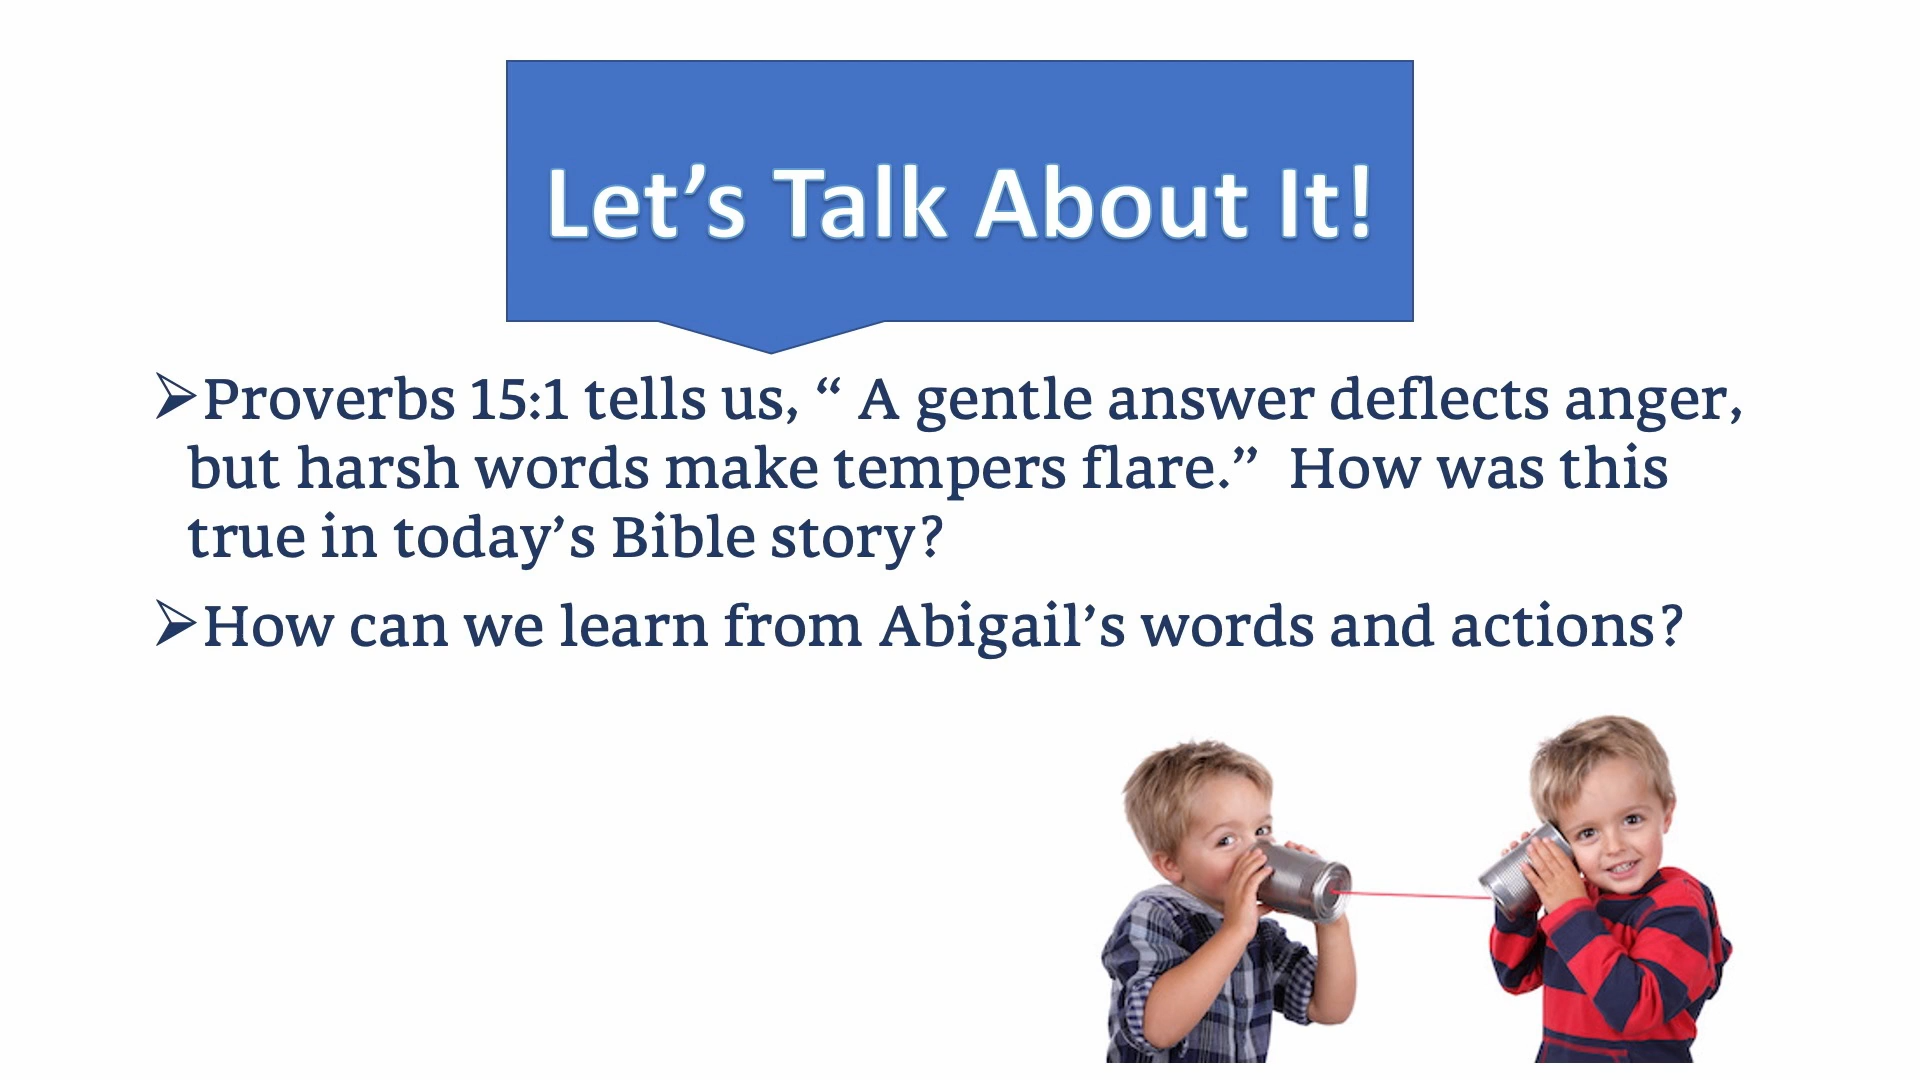 Let’s Talk About It!
➢Proverbs 15:1 tells us, “ A gentle answer deflects anger,
but harsh words make tempers flare.”  How was this
true in today’s Bible story?
➢How can we learn from Abigail’s words and actions?